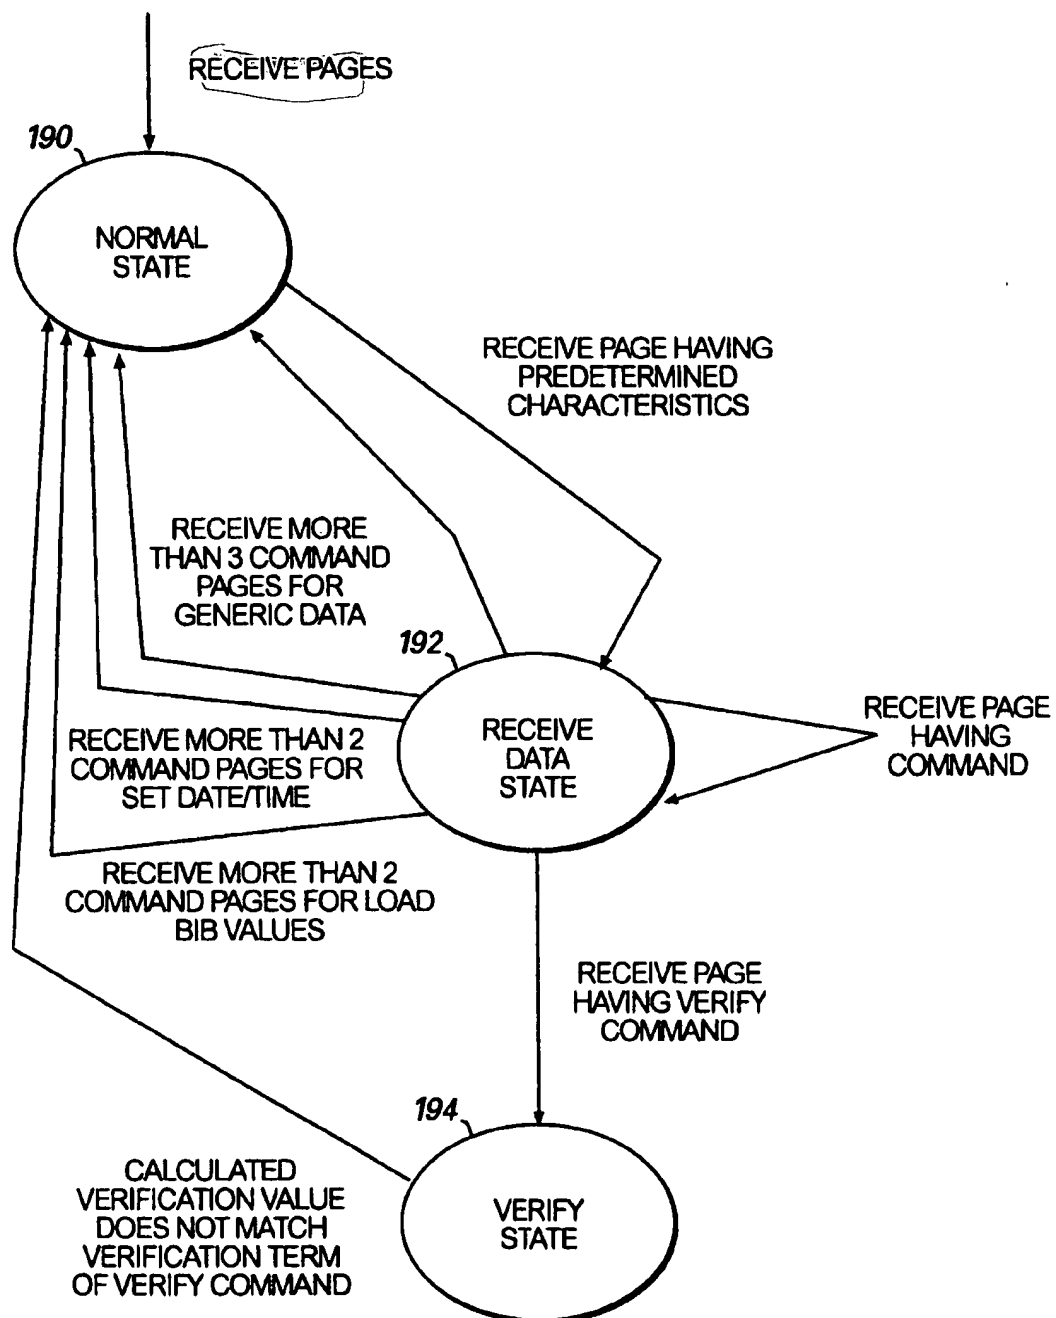 RECEIVE PAGES
190
NORMAL
STATE
RECEIVE PAGE HAVING
PREDETERMINED
CHARACTERISTICS
RECEIVE MORE
THAN 3 COMMAND
PAGES FOR
GENERIC DATA
192
RECEIVE
DATA
STATE
RECEIVE PAGE
HAVING
COMMAND
RECEIVE MORE THAN 2
COMMAND PAGES FOR
SET DATE/TIME
RECEIVE MORE THAN 2
COMMAND PAGES FOR LOAD
BIB VALUES
RECEIVE PAGE
HAVING VERIFY
COMMAND
194
VERIFY
STATE
CALCULATED
VERIFICATION VALUE
DOES NOT MATCH
VERIFICATION TERM
OF VERIFY COMMAND